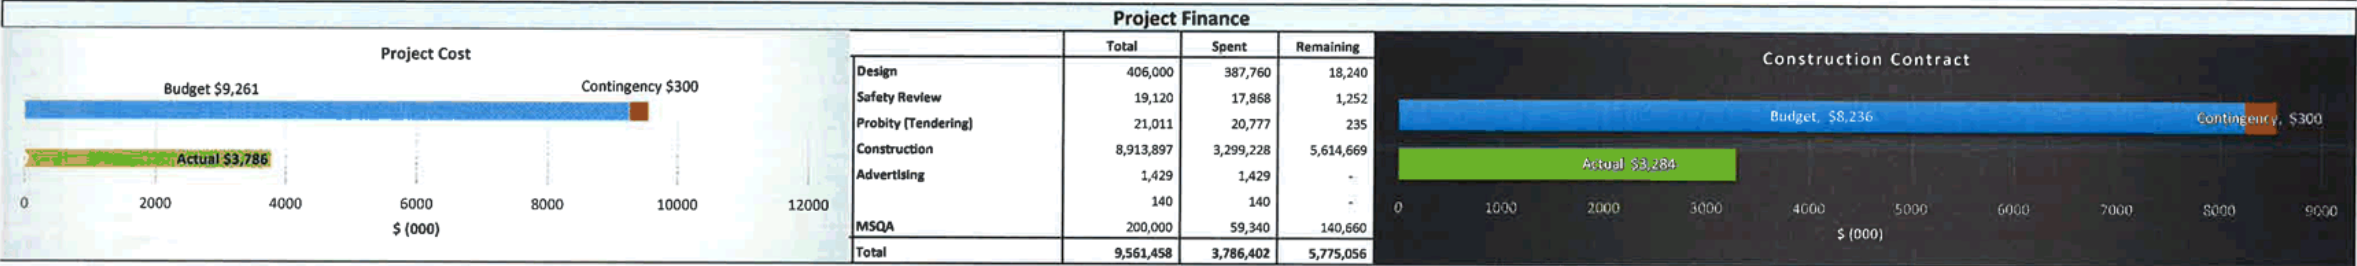 Project Finance
Project Cost
Budget $9,261
Contingency $300
Actual $3,786
0 2000 4000 6000 8000 10000 12000
$ (000)
Total Spent Remaining
Design 406,000 387,760 18,240
Safety Review 19,120 17,868 1,252
Probity (Tendering) 21,011 20,777 235
Construction 8,913,897 3,299,228 5,614,669
Advertising 1,429 1,429 -
140 140 -
MSQA 200,000 59,340 140,660
Total 9,561,458 3,786,402 5,775,056
Construction Contract
Budget, $8,236
Contingency, $300
Actual $3,284
0 1000 2000 3000 4000 5000 6000 7000 8000 9000
$ (000)